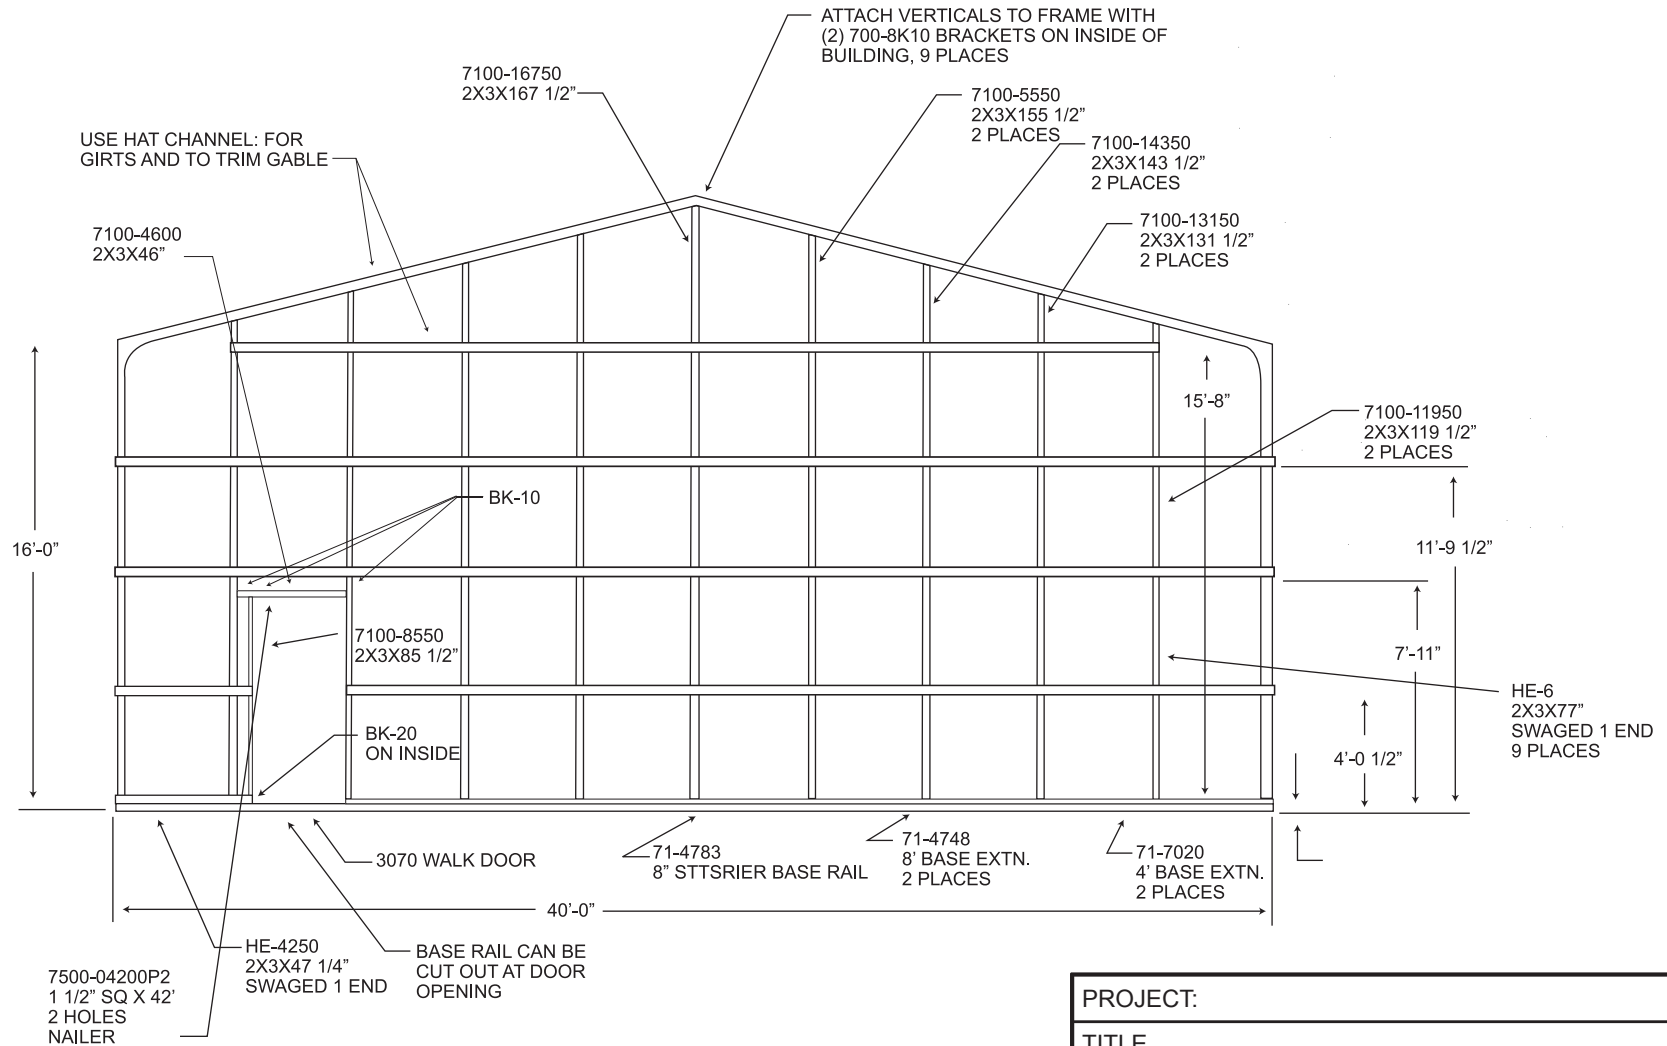 ATTACH VERTICALS TO FRAME WITH
(2) 700-8K10 BRACKETS ON INSIDE OF
BUILDING, 9 PLACES
7100-16750
2X3X167 1/2”
7100-5550
2X3X155 1/2”
2 PLACES
USE HAT CHANNEL: FOR
GIRTS AND TO TRIM GABLE
7100-14350
2X3X143 1/2”
2 PLACES
7100-4600
2X3X46”
7100-13150
2X3X131 1/2”
2 PLACES
15’-8”
7100-11950
2X3X119 1/2”
2 PLACES
BK-10
16’-0”
11’-9 1/2”
7100-8550
2X3X85 1/2”
7’-11”
HE-6
2X3X77”
SWAGED 1 END
9 PLACES
BK-20
ON INSIDE
4’-0 1/2”
3070 WALK DOOR
71-4783
8” STTSRIER BASE RAIL
71-4748
8’ BASE EXTN.
2 PLACES
71-7020
4’ BASE EXTN.
2 PLACES
40’-0”
HE-4250
2X3X47 1/4”
SWAGED 1 END
BASE RAIL CAN BE
CUT OUT AT DOOR
OPENING
7500-04200P2
1 1/2” SQ X 42’
2 HOLES
NAILER
PROJECT:
TITLE